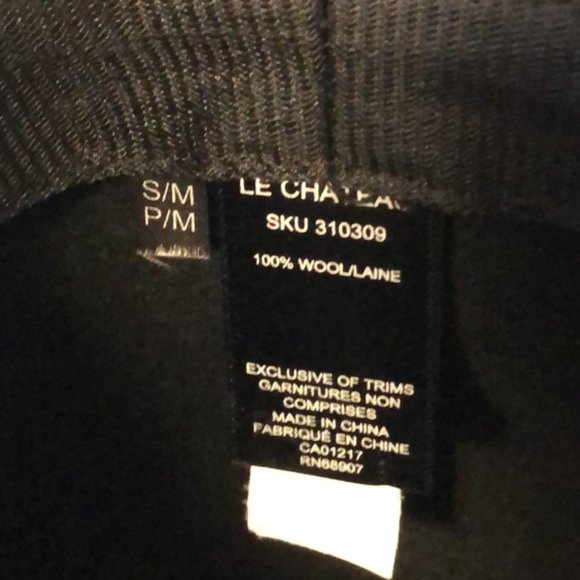 S/M
P/M
LE CHATEAU
SKU 310309
100% WOOL/LAINE
EXCLUSIVE OF TRIMS
GARNITURES NON
COMPRISES
MADE IN CHINA
FABRIQUÉ EN CHINE
CA01217
RN68907